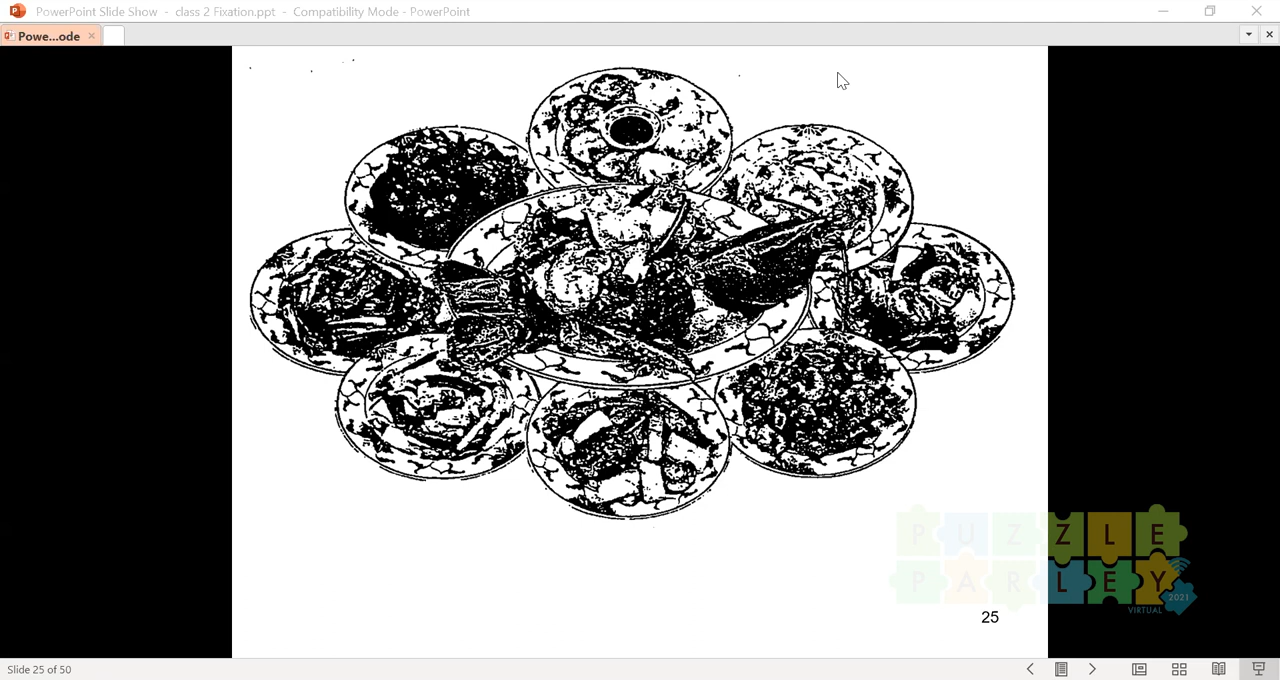 PowerPoint Slide Show - class 2 Fixation.ppt - Compatibility Mode - PowerPoint
Powe...ode
PUZZLE
PARLEY
VIRTUAL 2021
25
Slide 25 of 50